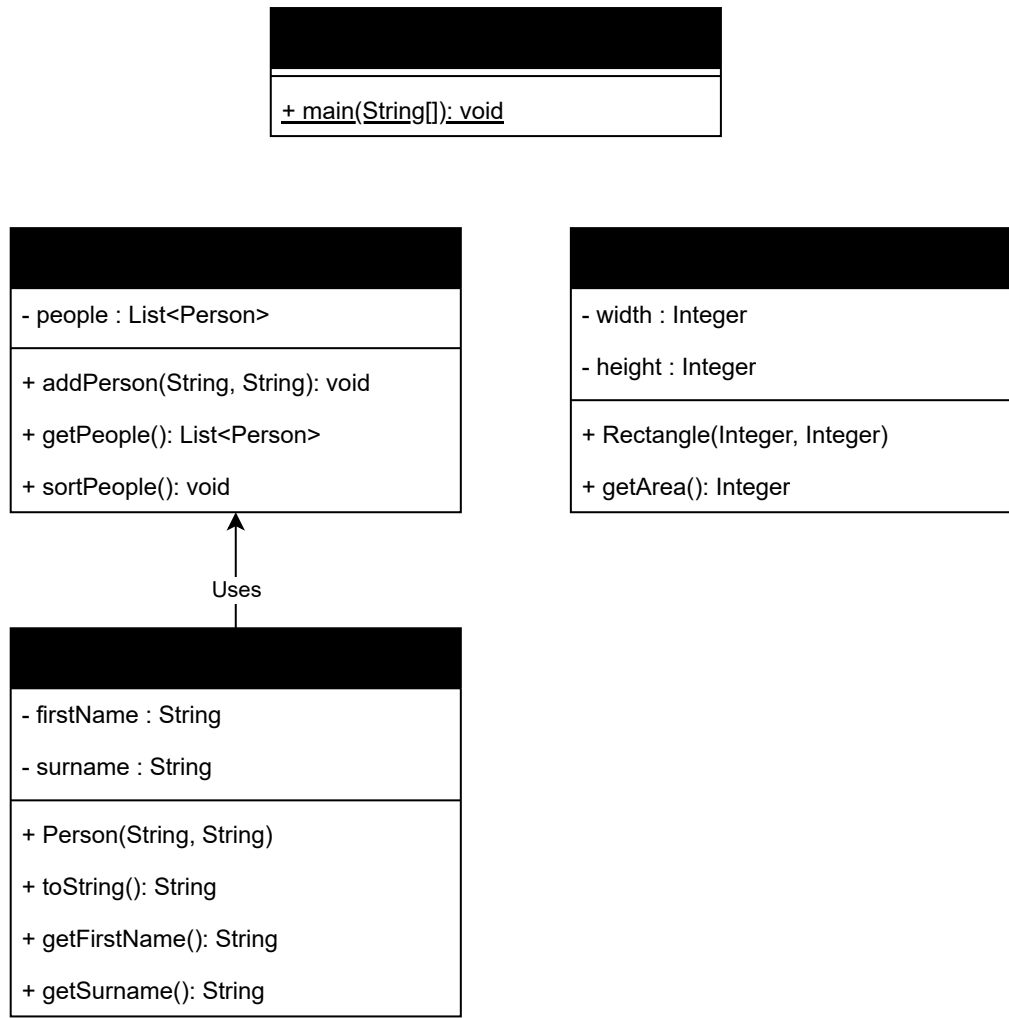 + main(String[]): void
- people : List<Person>
+ addPerson(String, String): void
+ getPeople(): List<Person>
+ sortPeople(): void
- width : Integer
- height : Integer
+ Rectangle(Integer, Integer)
+ getArea(): Integer
Uses
- firstName : String
- surname : String
+ Person(String, String)
+ toString(): String
+ getFirstName(): String
+ getSurname(): String